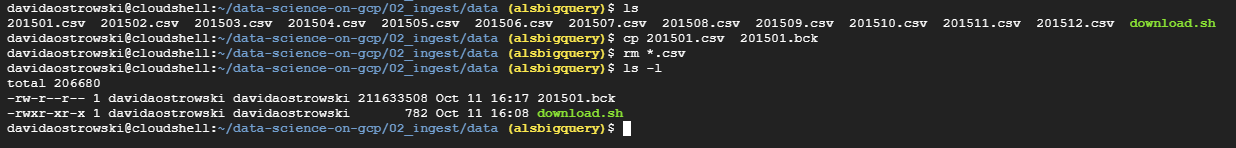 davidaostrowski@cloudshell:~/data-science-on-gcp/02_ingest/data (alsbigquery)$ ls
201501.csv 201502.csv 201503.csv 201504.csv 201505.csv 201506.csv 201507.csv 201508.csv 201509.csv 201510.csv 201511.csv 201512.csv download.sh
davidaostrowski@cloudshell:~/data-science-on-gcp/02_ingest/data (alsbigquery)$ cp 201501.csv 201501.bck
davidaostrowski@cloudshell:~/data-science-on-gcp/02_ingest/data (alsbigquery)$ rm *.csv
davidaostrowski@cloudshell:~/data-science-on-gcp/02_ingest/data (alsbigquery)$ ls -l
total 206680
-rw-r--r-- 1 davidaostrowski davidaostrowski 211633508 Oct 11 16:17 201501.bck
-rwxr-xr-x 1 davidaostrowski davidaostrowski 782 Oct 11 16:08 download.sh
davidaostrowski@cloudshell:~/data-science-on-gcp/02_ingest/data (alsbigquery)$